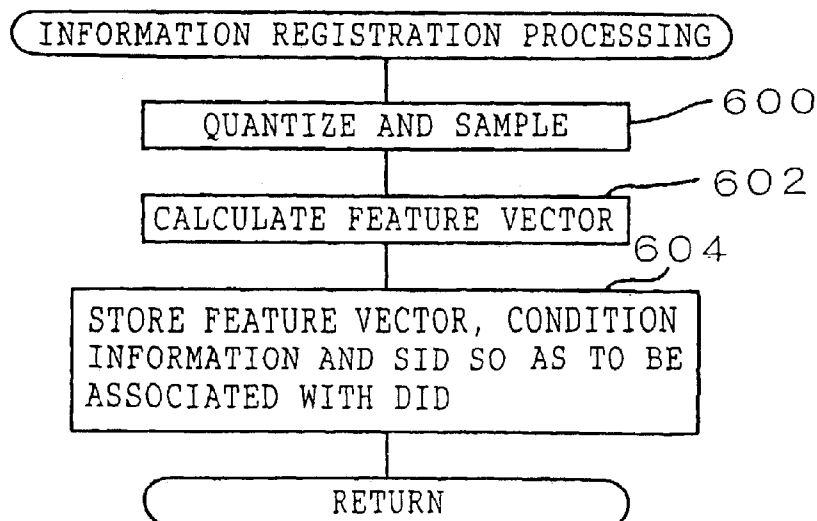 INFORMATION REGISTRATION PROCESSING
QUANTIZE AND SAMPLE
600
CALCULATE FEATURE VECTOR
602
604
STORE FEATURE VECTOR, CONDITION
INFORMATION AND SID SO AS TO BE
ASSOCIATED WITH DID
RETURN